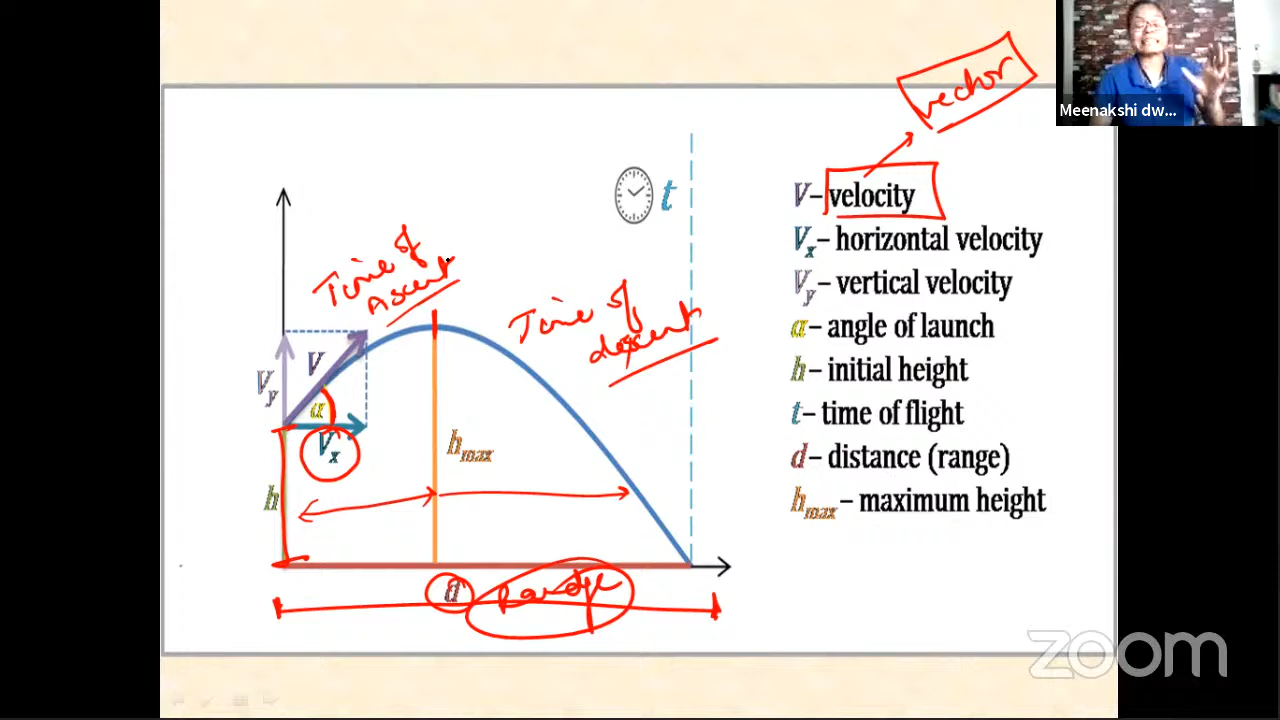 vector
Meenakshi dw...
V – velocity
Vx – horizontal velocity
Vy – vertical velocity
α – angle of launch
h – initial height
t – time of flight
d – distance (range)
hmax – maximum height
t
Time of
Ascent
Time of
descent
V
Vy
α
Vx
h
hmax
d
Range
zoom